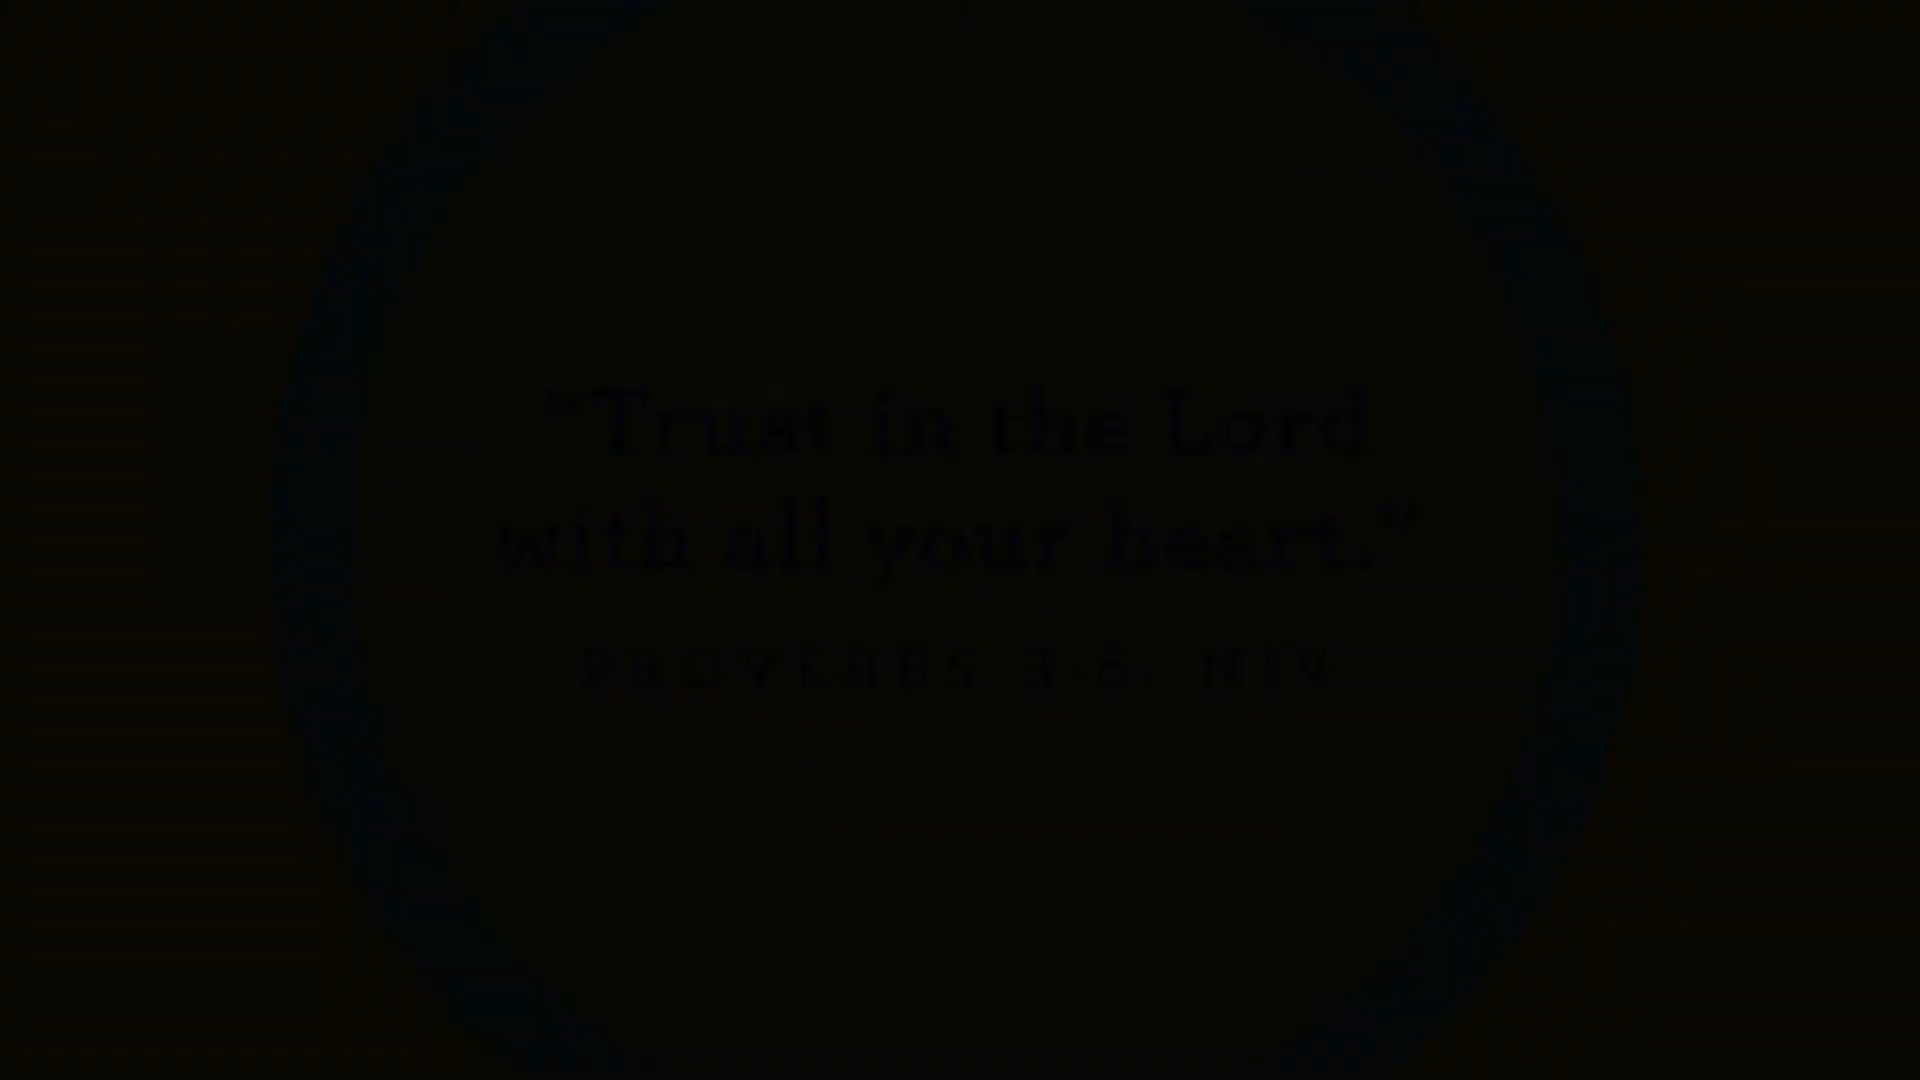 “Trust in the Lord
with all your heart.”
PROVERBS 3:5, NIV